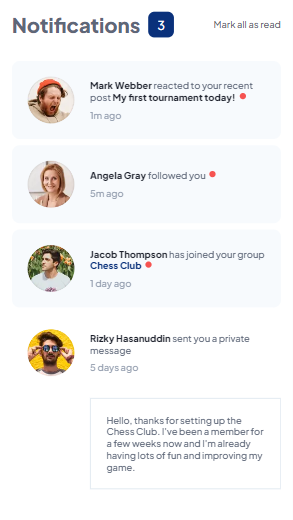 Notifications 3 Mark all as read
Mark Webber reacted to your recent
post My first tournament today!
1m ago
Angela Gray followed you
5m ago
Jacob Thompson has joined your group
Chess Club
1 day ago
Rizky Hasanuddin sent you a private
message
5 days ago
Hello, thanks for setting up the
Chess Club. I've been a member for
a few weeks now and I'm already
having lots of fun and improving my
game.